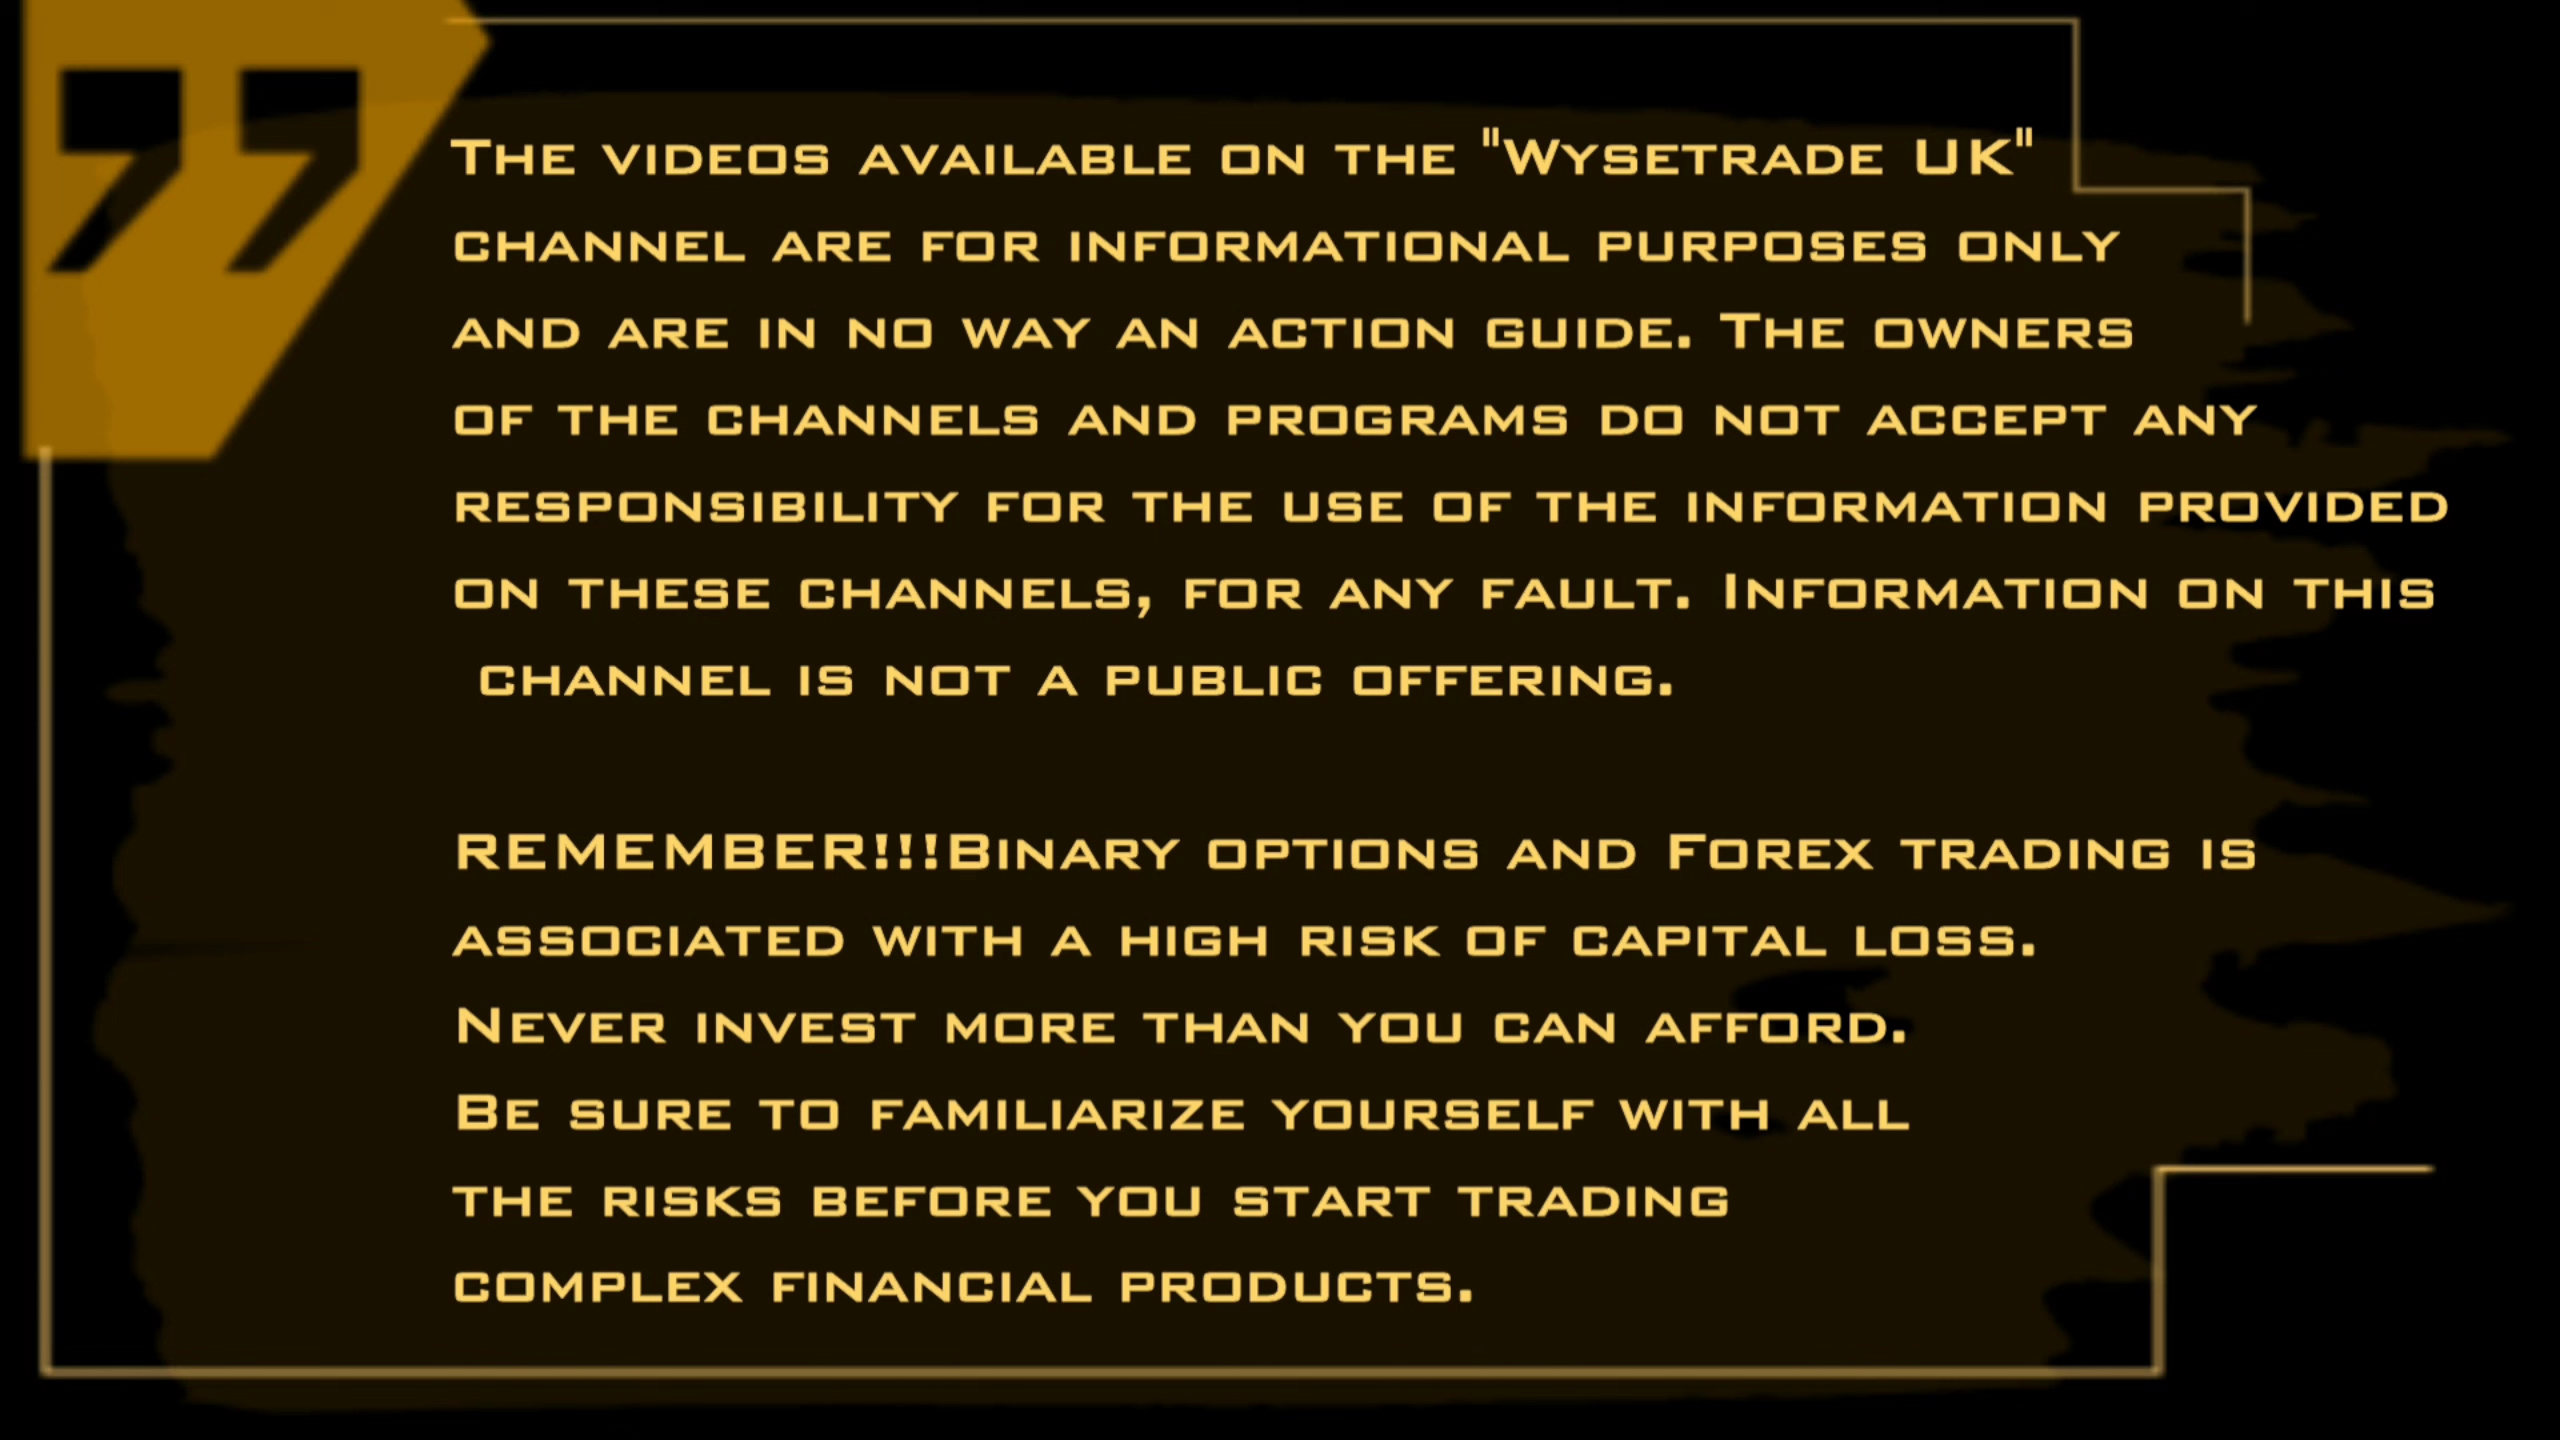 The videos available on the "Wysetrade UK"
channel are for informational purposes only
and are in no way an action guide. The owners
of the channels and programs do not accept any
responsibility for the use of the information provided
on these channels, for any fault. Information on this
channel is not a public offering.
REMEMBER!!!Binary options and Forex trading is
associated with a high risk of capital loss.
Never invest more than you can afford.
Be sure to familiarize yourself with all
the risks before you start trading
complex financial products.